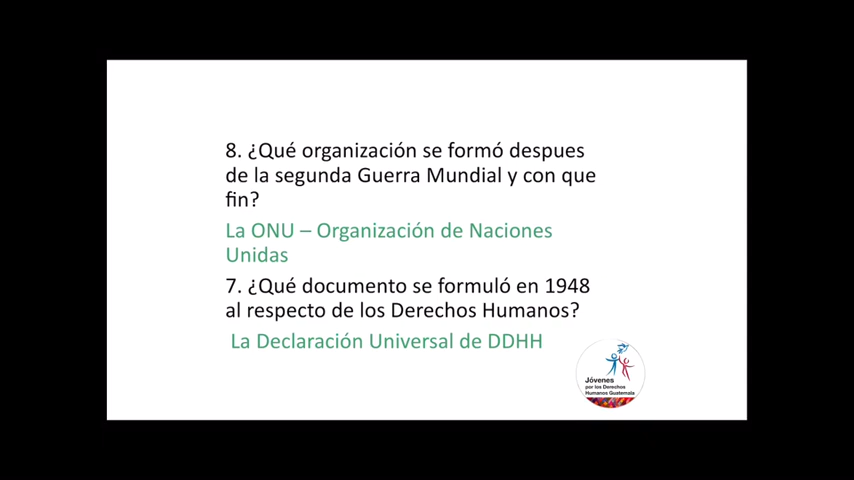 8. ¿Qué organización se formó despues
de la segunda Guerra Mundial y con que
fin?
La ONU – Organización de Naciones
Unidas
7. ¿Qué documento se formuló en 1948
al respecto de los Derechos Humanos?
La Declaración Universal de DDHH
Jóvenes
por los Derechos
Humanos Guatemala